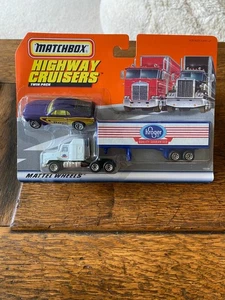 MATCHBOX
HIGHWAY
CRUISERS
TWIN PACK
Kroger
MATTEL WHEELS